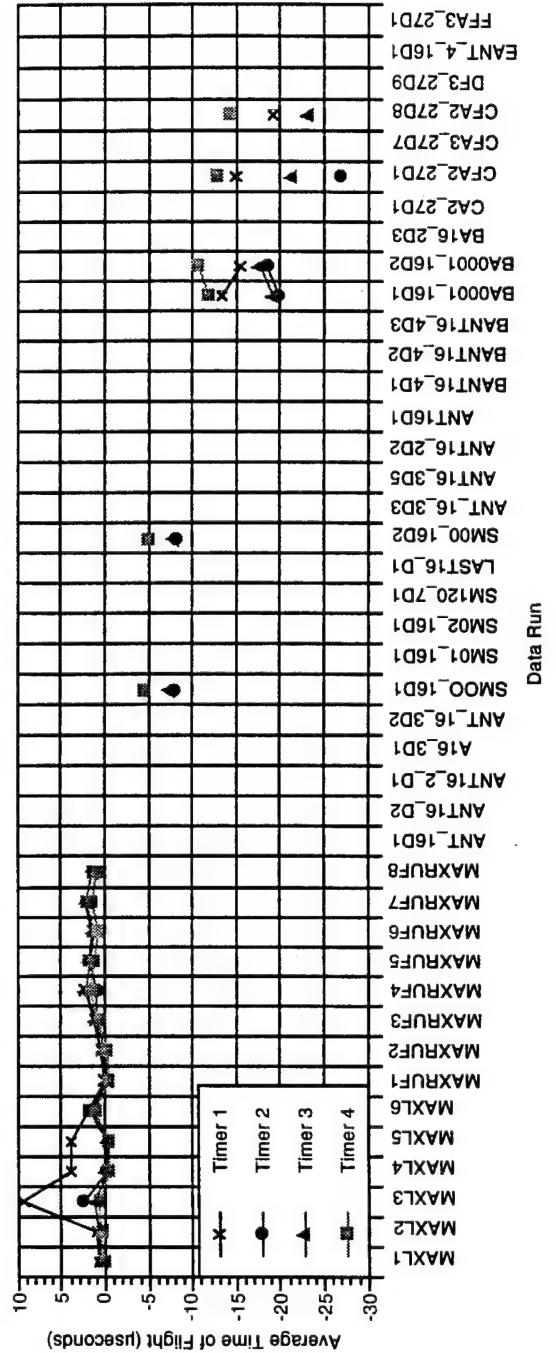 Average Time of Flight (µseconds)
10
5
0
-5
-10
-15
-20
-25
-30
Timer 1
Timer 2
Timer 3
Timer 4
MAXL1
MAXL2
MAXL3
MAXL4
MAXL5
MAXL6
MAXRUF1
MAXRUF2
MAXRUF3
MAXRUF4
MAXRUF5
MAXRUF6
MAXRUF7
MAXRUF8
ANT_16D1
ANT16_D2
ANT16_2_D1
A16_3D1
ANT_16_3D2
SMOO_16D1
SM01_16D1
SM02_16D1
SM120_7D1
LAST16_D1
SM00_16D2
ANT_16_3D3
ANT16_3D5
ANT16_2D2
ANT16D1
BANT16_4D1
BANT16_4D2
BANT16_4D3
BA0001_16D1
BA0001_16D2
BA16_2D3
CA2_27D1
CFA2_27D1
CFA3_27D7
CFA2_27D8
DF3_27D9
EANT_4_16D1
FFA3_27D1
Data Run